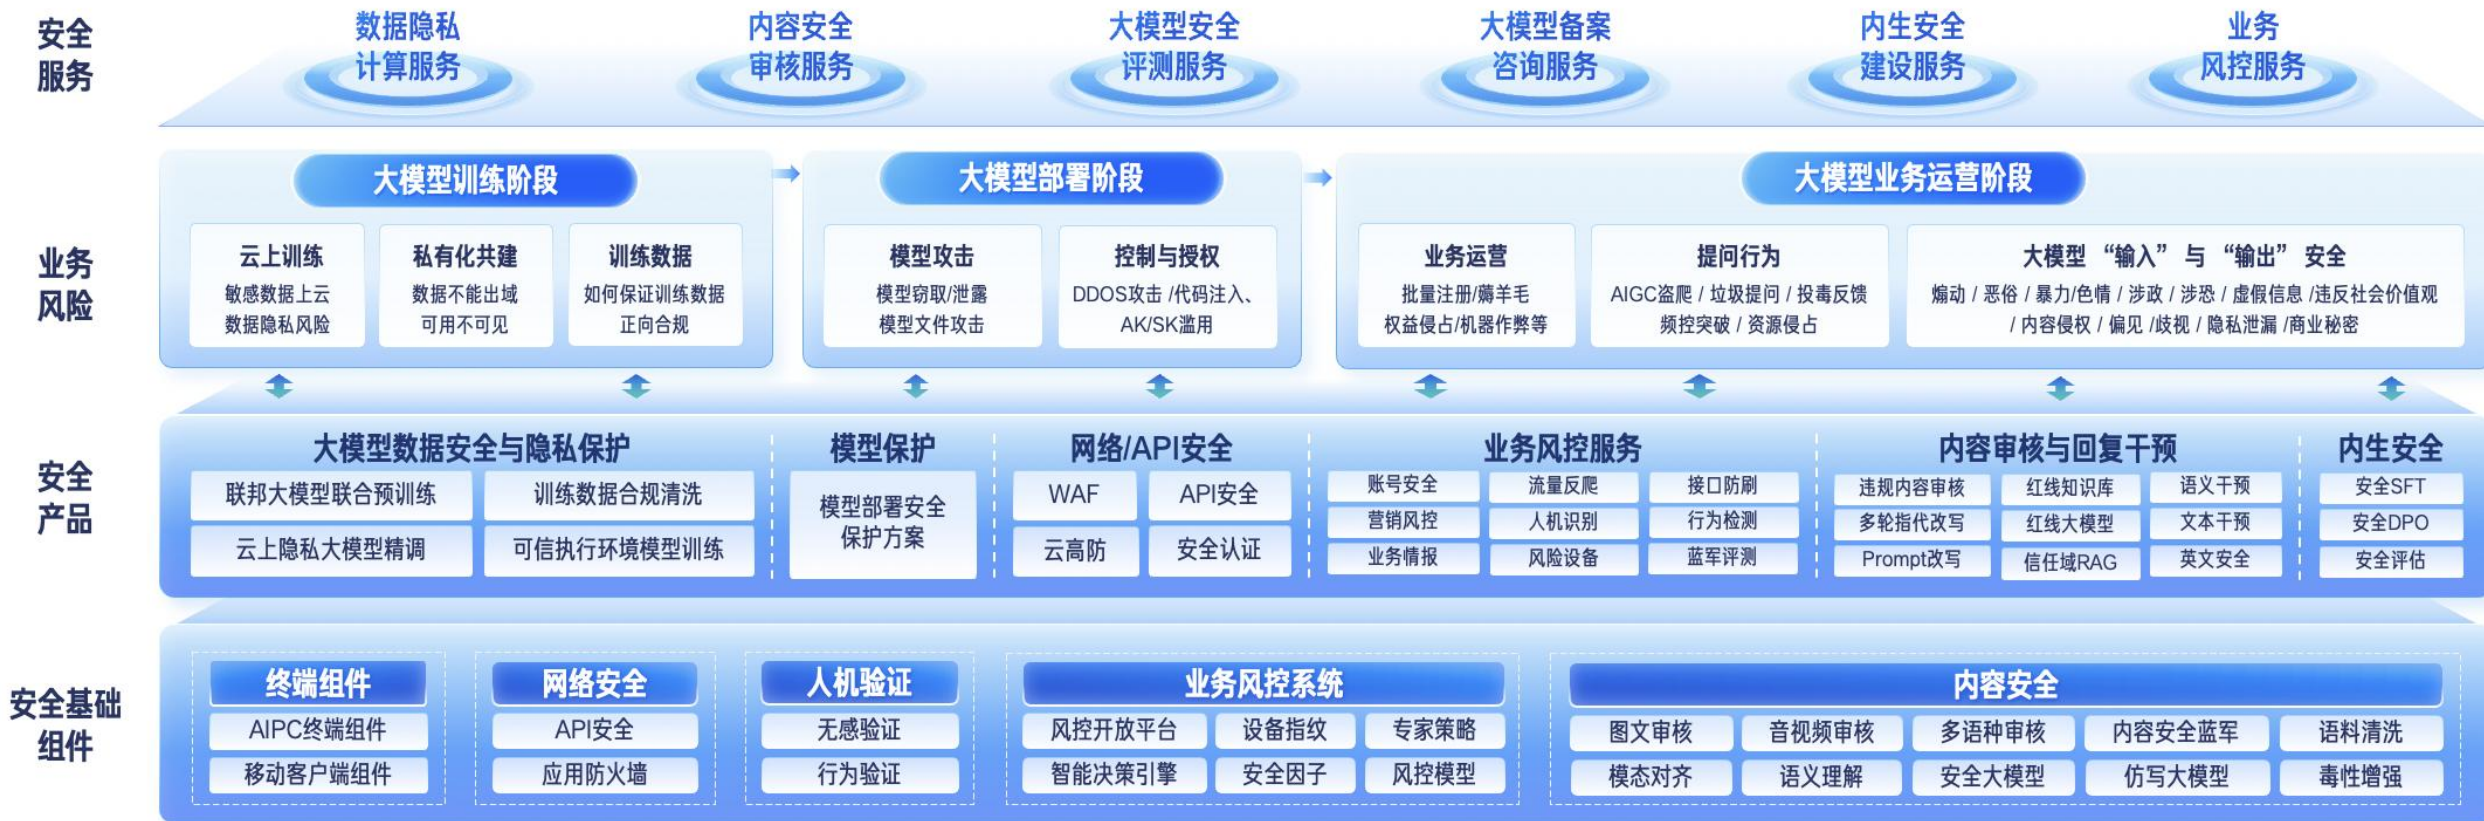 安全
服务
数据隐私
计算服务
内容安全
审核服务
大模型安全
评测服务
大模型备案
咨询服务
内生安全
建设服务
业务
风控服务
业务
风险
大模型训练阶段
云上训练
敏感数据上云
数据隐私风险
私有化共建
数据不能出域
可用不可见
训练数据
如何保证训练数据
正向合规
大模型部署阶段
模型攻击
模型窃取/泄露
模型文件攻击
控制与授权
DDOS攻击 /代码注入、
AK/SK滥用
大模型业务运营阶段
业务运营
批量注册/薅羊毛
权益侵占/机器作弊等
提问行为
AIGC盗爬 / 垃圾提问 / 投毒反馈
频控突破 / 资源侵占
大模型 “输入” 与 “输出” 安全
煽动 / 恶俗 / 暴力/色情 / 涉政 / 涉恐 / 虚假信息 /违反社会价值观
/ 内容侵权 / 偏见 /歧视 / 隐私泄漏 /商业秘密
安全
产品
大模型数据安全与隐私保护
联邦大模型联合预训练
训练数据合规清洗
云上隐私大模型精调
可信执行环境模型训练
模型保护
模型部署安全
保护方案
网络/API安全
WAF
API安全
云高防
安全认证
业务风控服务
账号安全
流量反爬
接口防刷
营销风控
人机识别
行为检测
业务情报
风险设备
蓝军评测
内容审核与回复干预
违规内容审核
红线知识库
语义干预
多轮指代改写
红线大模型
文本干预
Prompt改写
信任域RAG
英文安全
内生安全
安全SFT
安全DPO
安全评估
安全基础
组件
终端组件
AIPC终端组件
移动客户端组件
网络安全
API安全
应用防火墙
人机验证
无感验证
行为验证
业务风控系统
风控开放平台
设备指纹
专家策略
智能决策引擎
安全因子
风控模型
内容安全
图文审核
音视频审核
多语种审核
内容安全蓝军
语料清洗
模态对齐
语义理解
安全大模型
仿写大模型
毒性增强